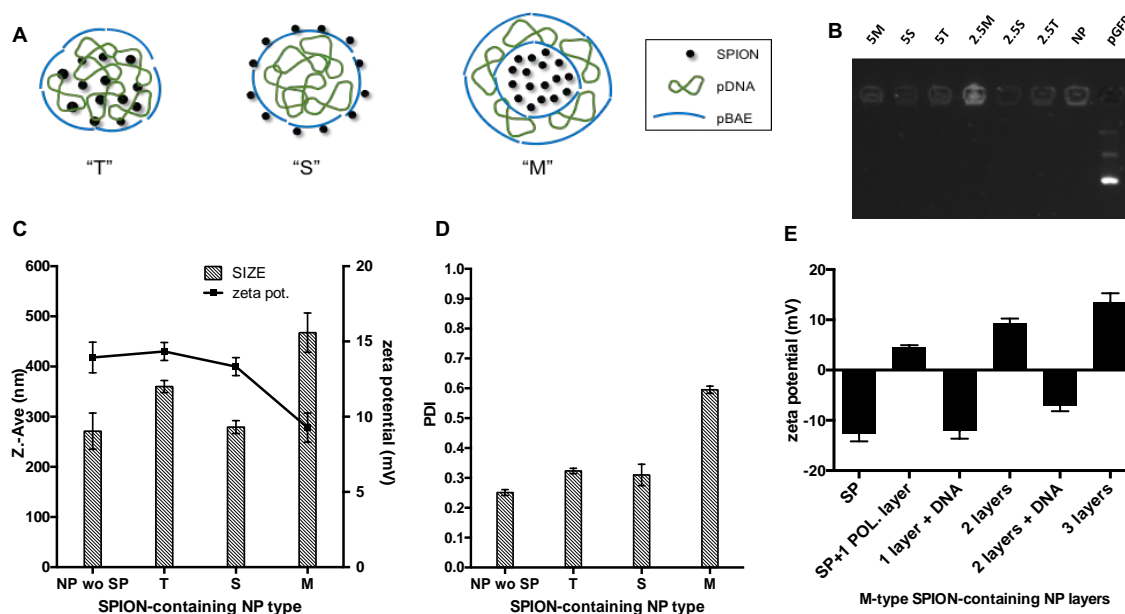 A
"T"
"S"
"M"
SPION
pDNA
pBAE
B
5M 5S 5T 2.5M 2.5S 2.5T NP pGFP
C
600
500
400
300
200
100
0
Z.-Ave (nm)
SIZE
zeta pot.
20
15
10
5
0
zeta potential (mV)
NP wo SP T S M
SPION-containing NP type
D
1.0
0.9
0.8
0.7
0.6
0.5
0.4
0.3
0.2
0.1
0.0
PDI
NP wo SP T S M
SPION-containing NP type
E
20
10
0
-10
-20
zeta potential (mV)
SP
SP+1 POL. layer
1 layer + DNA
2 layers
2 layers + DNA
3 layers
M-type SPION-containing NP layers